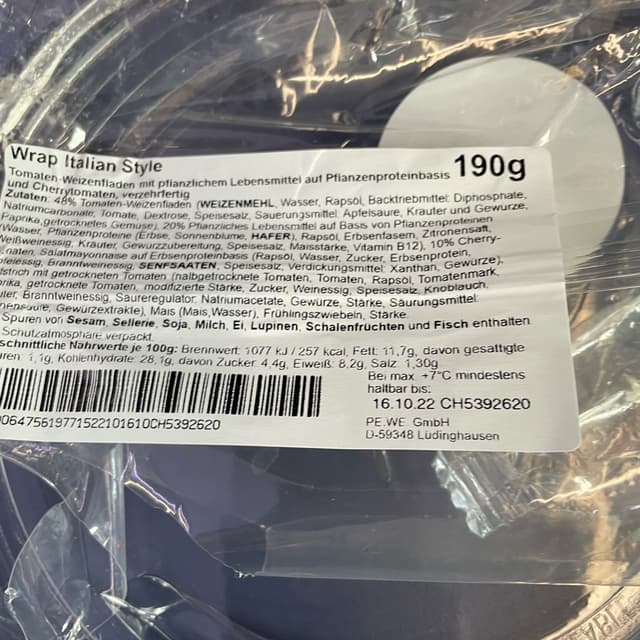 Wrap Italian Style
190g
Tomaten-Weizenfladen mit pflanzlichem Lebensmittel auf Pflanzenproteinbasis
und Cherrytomaten, verzehrfertig
Zutaten: 48% Tomaten-Weizenfladen (WEIZENMEHL, Wasser, Rapsöl, Backtriebmittel: Diphosphate,
Natriumcarbonate, Tomate, Dextrose, Speisesalz, Säuerungsmittel: Apfelsäure, Kräuter und Gewürze,
Paprika,getrocknetes Gemüse), 20% Pflanzliches Lebensmittel auf Basis von Pflanzenproteinen
(Wasser, Pflanzenproteine (Erbse, Sonnenblume, HAFER), Rapsöl, Erbsenfasern, Zitronensaft,
Weißweinessig, Kräuter, Gewürzzubereitung, Speisesalz, Maisstärke, Vitamin B12), 10% Cherry-
Salatmayonnaise auf Erbsenproteinbasis (Rapsöl, Wasser, Zucker, Erbsenprotein,
Branntweinessig, SENFSAATEN, Speisesalz, Verdickungsmittel: Xanthan, Gewürze),
mit getrockneten Tomaten (halbgetrocknete Tomaten, Tomaten, Rapsöl, Tomatenmark,
getrocknete Tomaten, modifizierte Stärke, Zucker, Weinessig, Speisesalz, Knoblauch,
Branntweinessig, Säureregulator: Natriumacetate, Gewürze, Stärke, Säurungsmittel:
Gewürzextrakte), Mais (Mais,Wasser), Frühlingszwiebeln, Stärke.
Spuren von Sesam, Sellerie, Soja, Milch, Ei, Lupinen, Schalenfrüchten und Fisch enthalten
Schutzatmosphäre verpackt.
schnittliche Nährwerte je 100g: Brennwert: 1077 kJ / 257 kcal, Fett: 11,7g, davon gesättigte
1,1g, Kohlenhydrate: 28,1g, davon Zucker: 4,4g, Eiweiß: 8,2g, Salz: 1,30g
Bei max. +7°C mindestens
haltbar bis:
16.10.22 CH5392620
006475619771522101610CH5392620
PE.WE. GmbH
D-59348 Lüdinghausen